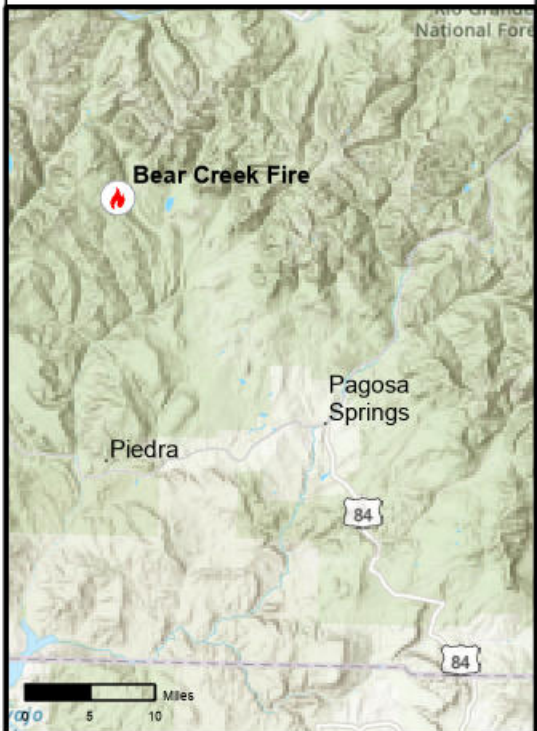 National Fore
Bear Creek Fire
Pagosa
Springs
Piedra
84
84
Miles
0 5 10